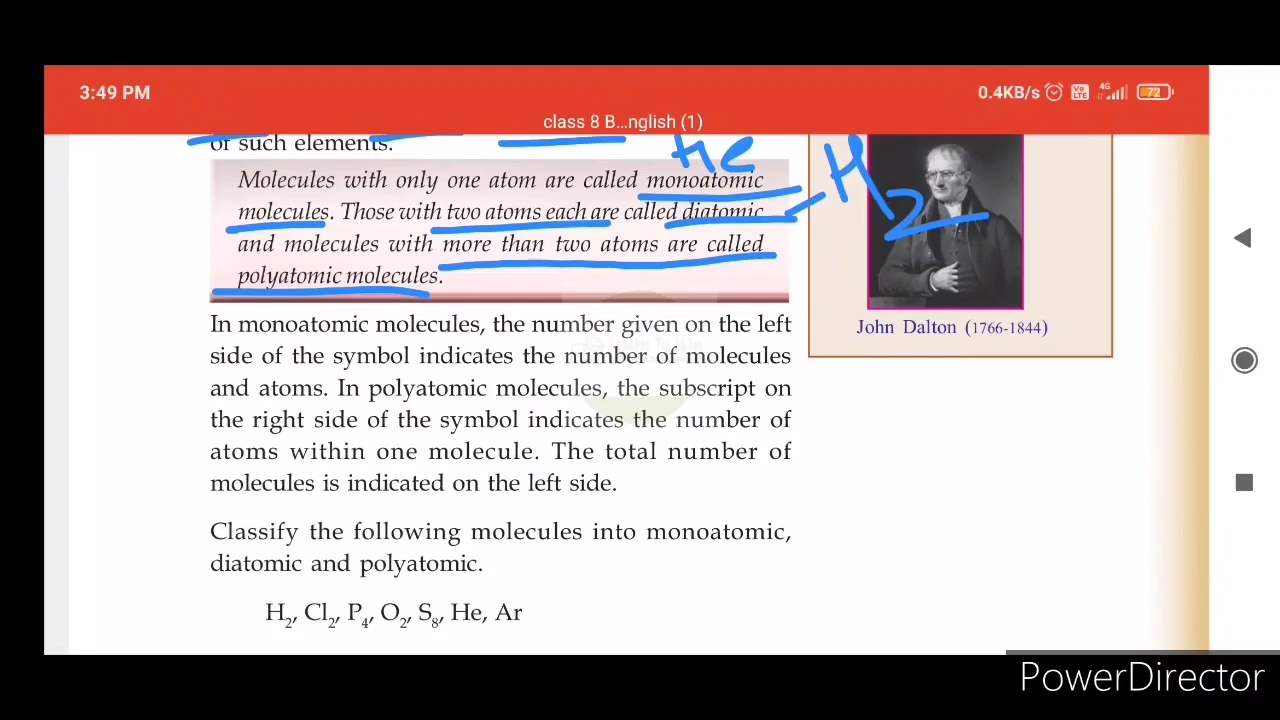 3:49 PM
0.4KB/s
Vo LTE
4G
72
class 8 B...nglish (1)
of such elements.
He
Molecules with only one atom are called monoatomic
molecules. Those with two atoms each are called diatomic
H2
and molecules with more than two atoms are called
polyatomic molecules.
John Dalton (1766-1844)
In monoatomic molecules, the number given on the left
side of the symbol indicates the number of molecules
and atoms. In polyatomic molecules, the subscript on
the right side of the symbol indicates the number of
atoms within one molecule. The total number of
molecules is indicated on the left side.
Classify the following molecules into monoatomic,
diatomic and polyatomic.
H₂, Cl₂, P₄, O₂, S₈, He, Ar
PowerDirector